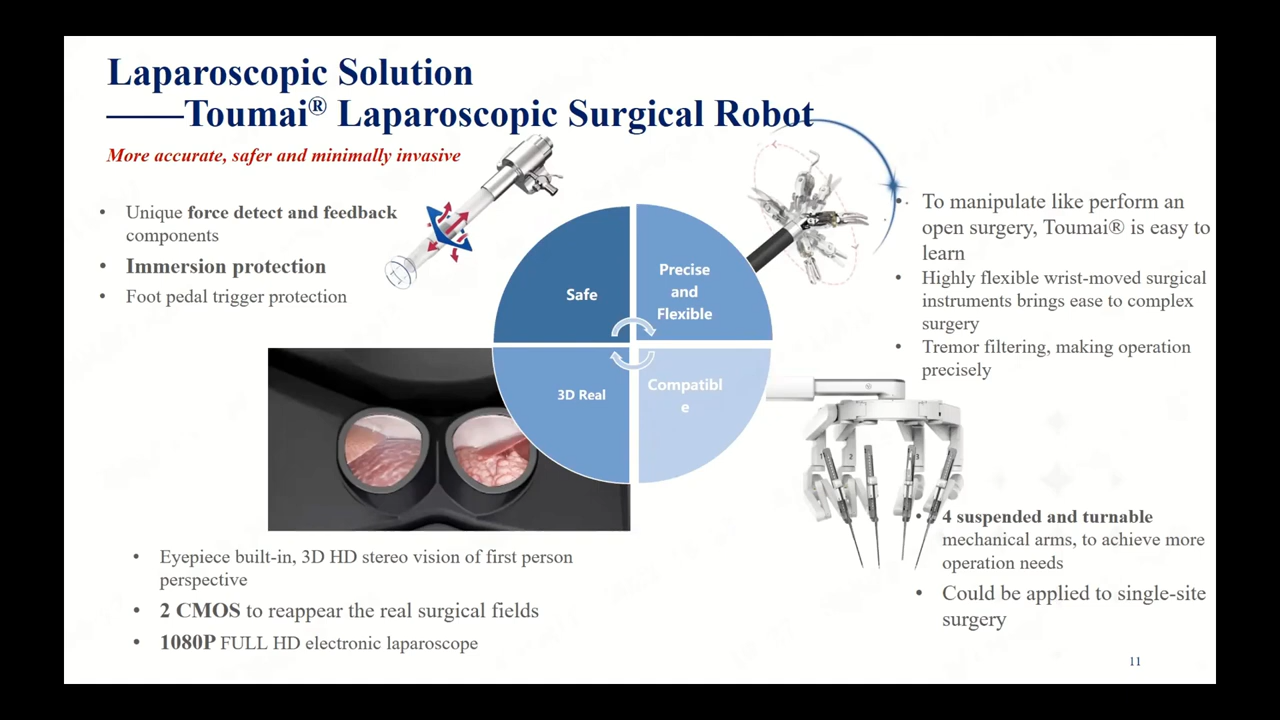 Laparoscopic Solution
——Toumai® Laparoscopic Surgical Robot
More accurate, safer and minimally invasive
• Unique force detect and feedback
components
• Immersion protection
• Foot pedal trigger protection
Safe
Precise
and
Flexible
3D Real
Compatibl
e
• To manipulate like perform an
open surgery, Toumai® is easy to
learn
• Highly flexible wrist-moved surgical
instruments brings ease to complex
surgery
• Tremor filtering, making operation
precisely
• Eyepiece built-in, 3D HD stereo vision of first person
perspective
• 2 CMOS to reappear the real surgical fields
• 1080P FULL HD electronic laparoscope
• 4 suspended and turnable
mechanical arms, to achieve more
operation needs
• Could be applied to single-site
surgery
11